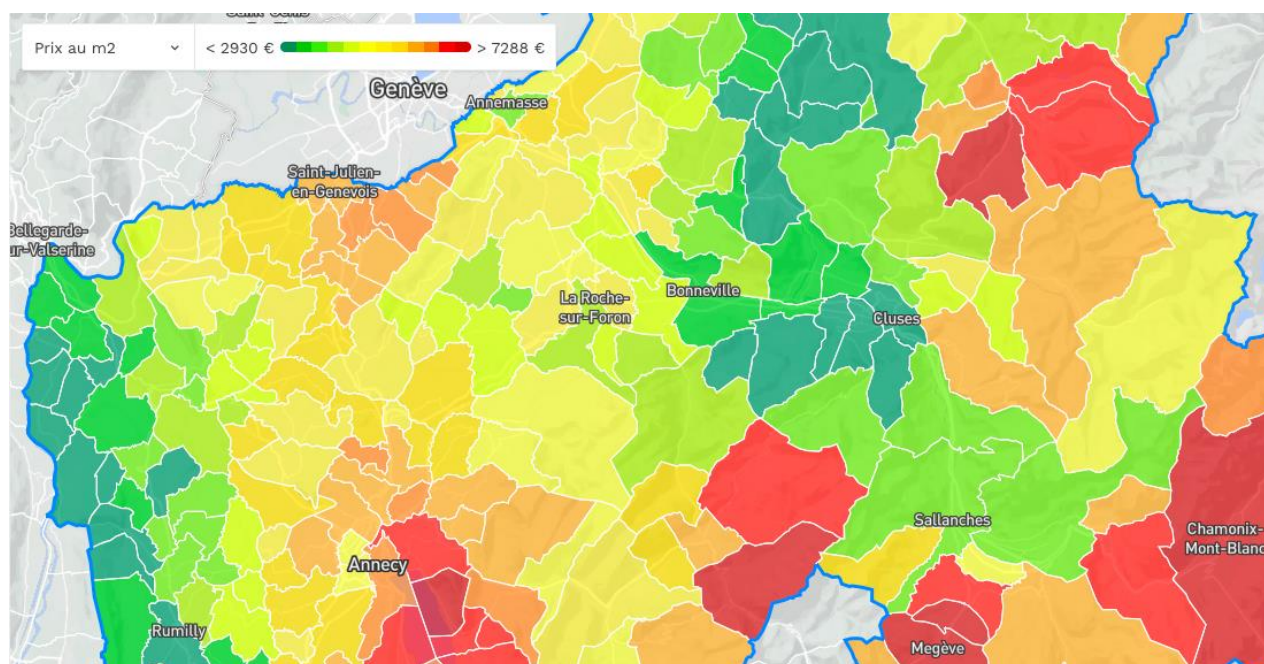 Prix au m2
< 2930 €
> 7288 €
Genève
Annemasse
Saint-Julien-
en-Genevois
Bellegarde-
ur-Valserine
La Roche-
sur-Foron
Bonneville
Cluses
Sallanches
Chamonix-
Mont-Blanc
Annecy
Rumilly
Megève